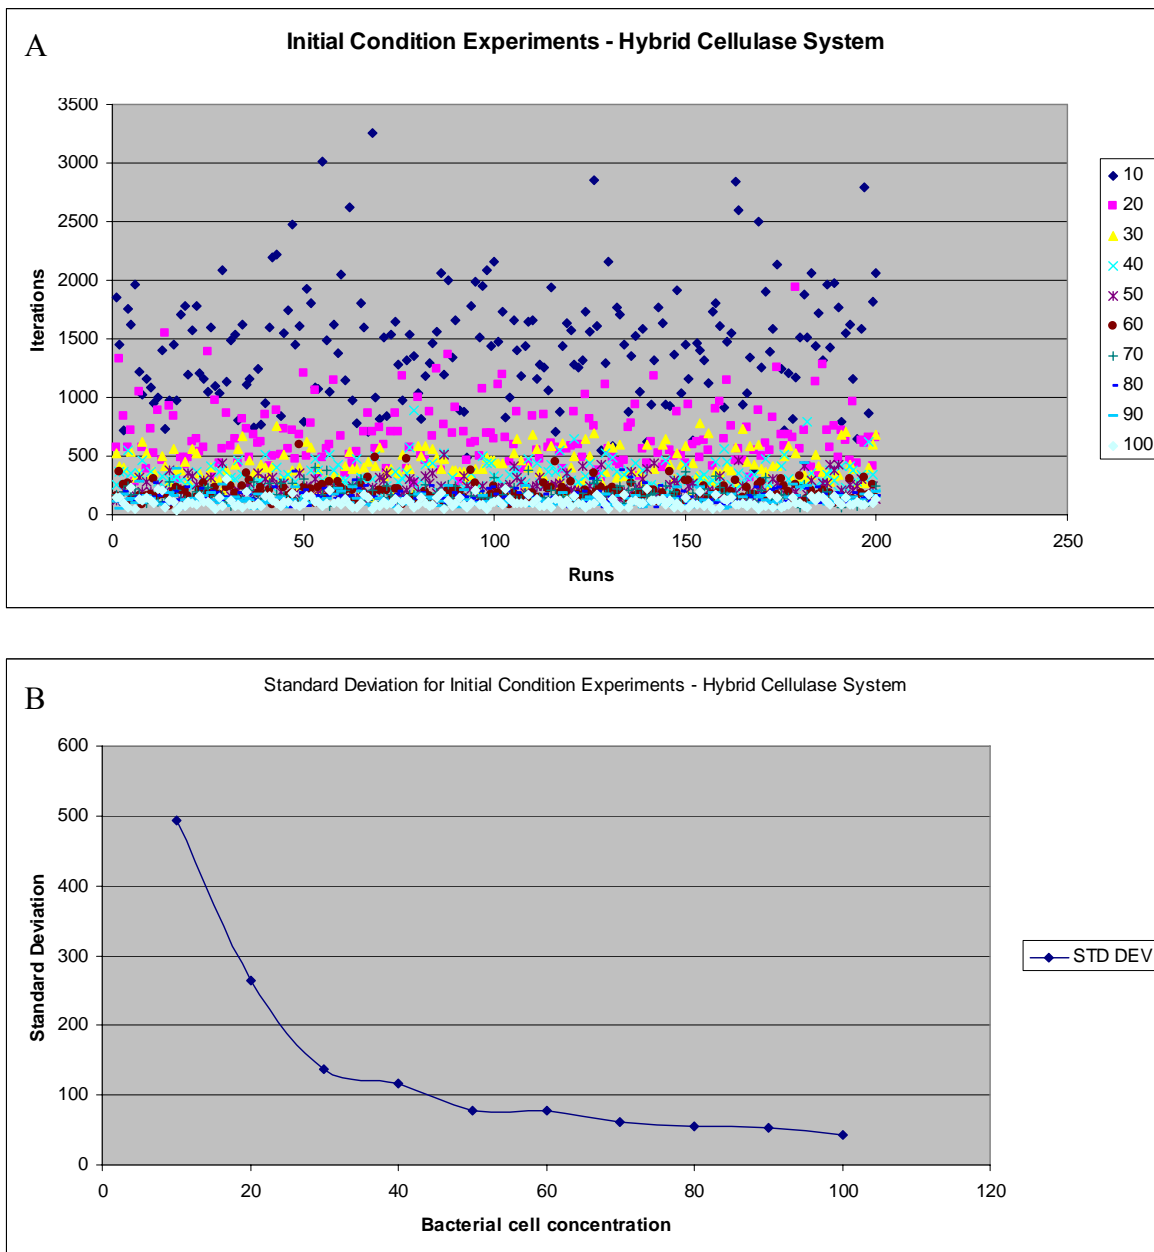 A
Initial Condition Experiments - Hybrid Cellulase System
3500
3000
2500
2000
1500
1000
500
0
Iterations
0 50 100 150 200 250
Runs
10
20
30
40
50
60
70
80
90
100
B
Standard Deviation for Initial Condition Experiments - Hybrid Cellulase System
600
500
400
300
200
100
0
Standard Deviation
0 20 40 60 80 100 120
Bacterial cell concentration
STD DEV